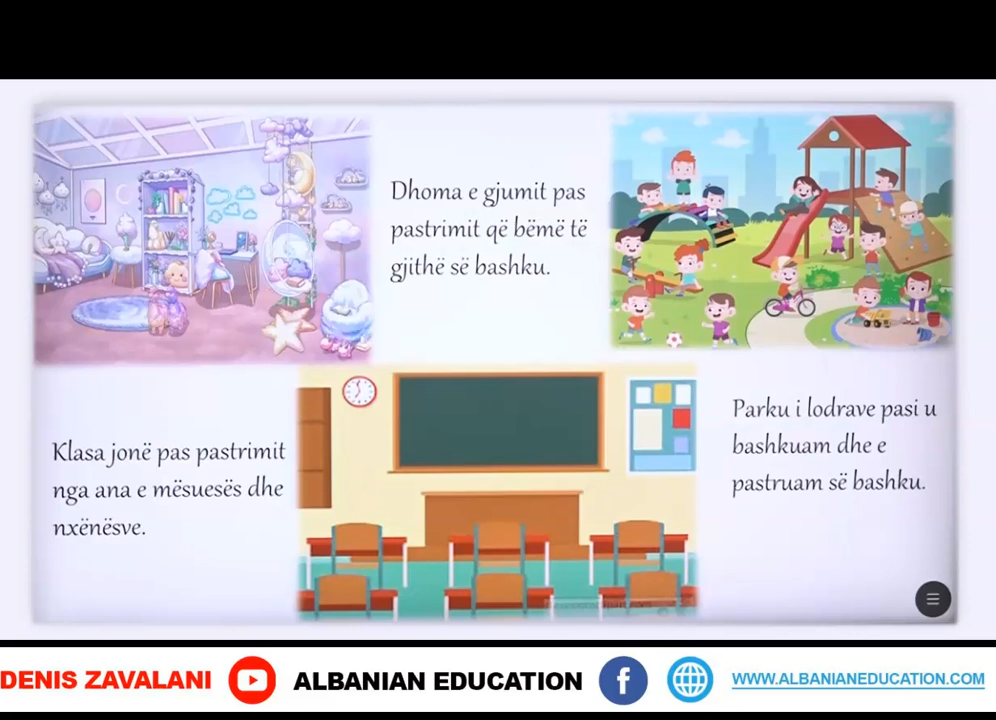 Dhoma e gjumit pas
pastrimit që bëmë të
gjithë së bashku.
Klasa jonë pas pastrimit
nga ana e mësueses dhe
nxënësve.
Parku i lodrave pasi u
bashkuam dhe e
pastruam së bashku.
DENIS ZAVALANI
ALBANIAN EDUCATION
WWW.ALBANIANEDUCATION.COM